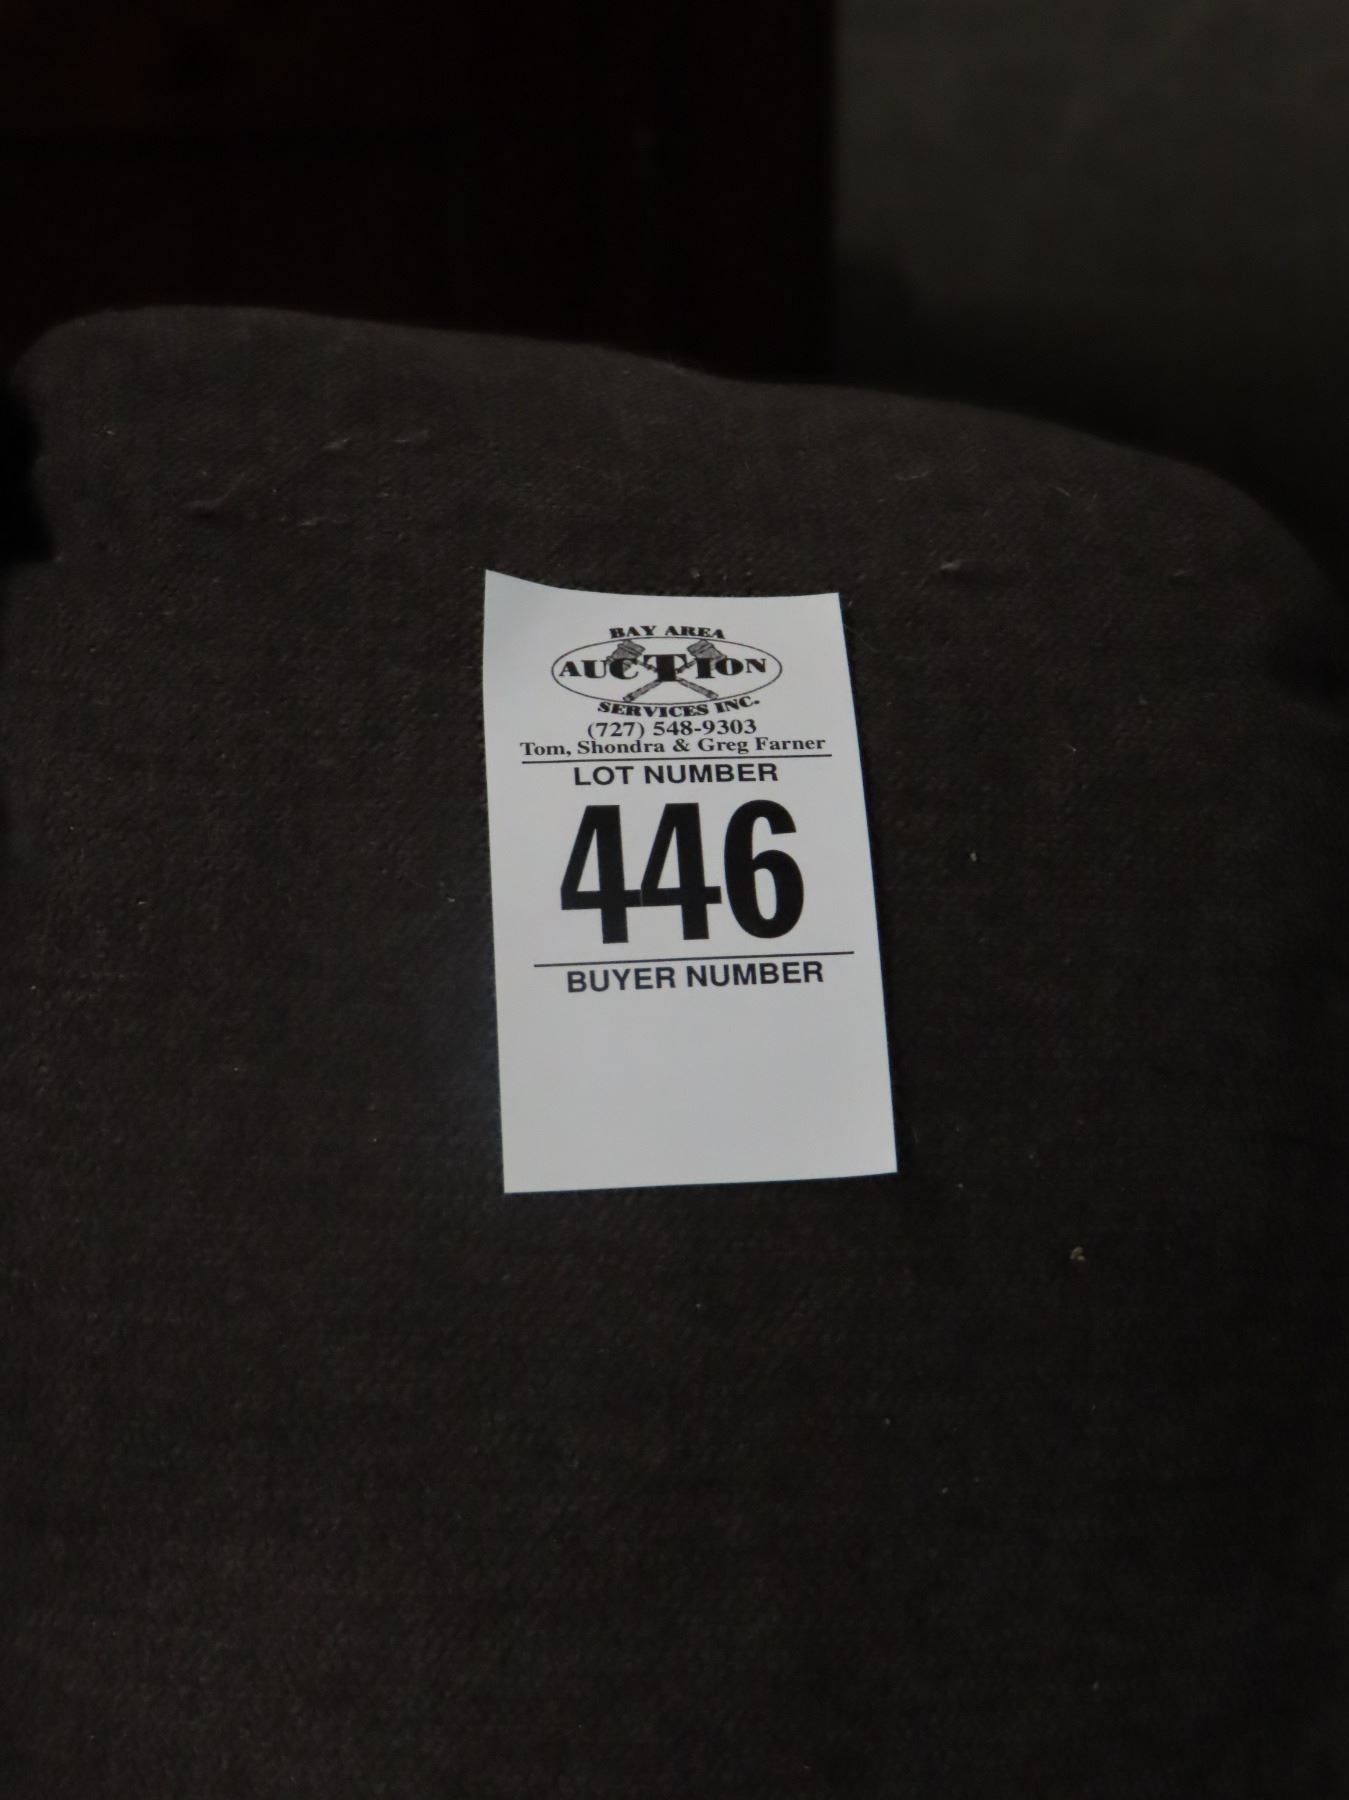 BAY AREA
AUCTION
SERVICES INC.
(727) 548-9303
Tom, Shondra & Greg Farner
LOT NUMBER
446
BUYER NUMBER